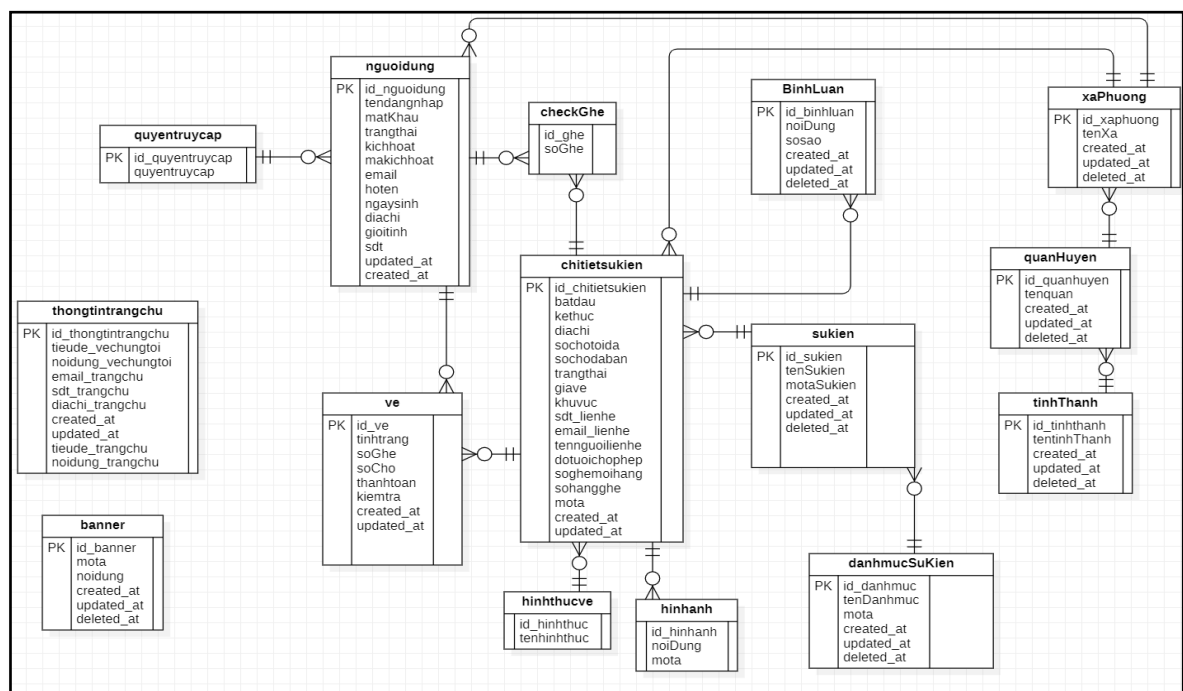 nguoidung
PK id_nguoidung
tendangnhap
matKhau
trangthai
kichhoat
makichhoat
email
hoten
ngaysinh
diachi
gioitinh
sdt
updated_at
created_at
quyentruycap
PK id_quyentruycap
quyentruycap
checkGhe
id_ghe
soGhe
BinhLuan
PK id_binhluan
noiDung
sosao
created_at
updated_at
deleted_at
xaPhuong
PK id_xaphuong
tenXa
created_at
updated_at
deleted_at
quanHuyen
PK id_quanhuyen
tenquan
created_at
updated_at
deleted_at
tinhThanh
PK id_tinhthanh
tentinhThanh
created_at
updated_at
deleted_at
chitietsukien
PK id_chitietsukien
batdau
kethuc
diachi
sochotoida
sochodaban
trangthai
giave
khuvuc
sdt_lienhe
email_lienhe
tennguoilienhe
dotuoichophep
soghemoihang
sohangghe
mota
created_at
updated_at
sukien
PK id_sukien
tenSukien
motaSukien
created_at
updated_at
deleted_at
thongtintrangchu
PK id_thongtintrangchu
tieude_vechungtoi
noidung_vechungtoi
email_trangchu
sdt_trangchu
diachi_trangchu
created_at
updated_at
tieude_trangchu
noidung_trangchu
ve
PK id_ve
tinhtrang
soGhe
soCho
thanhtoan
kiemtra
created_at
updated_at
banner
PK id_banner
mota
noidung
created_at
updated_at
deleted_at
hinhthucve
id_hinhthuc
tenhinhthuc
hinhanh
id_hinhanh
noiDung
mota
danhmucSuKien
PK id_danhmuc
tenDanhmuc
mota
created_at
updated_at
deleted_at